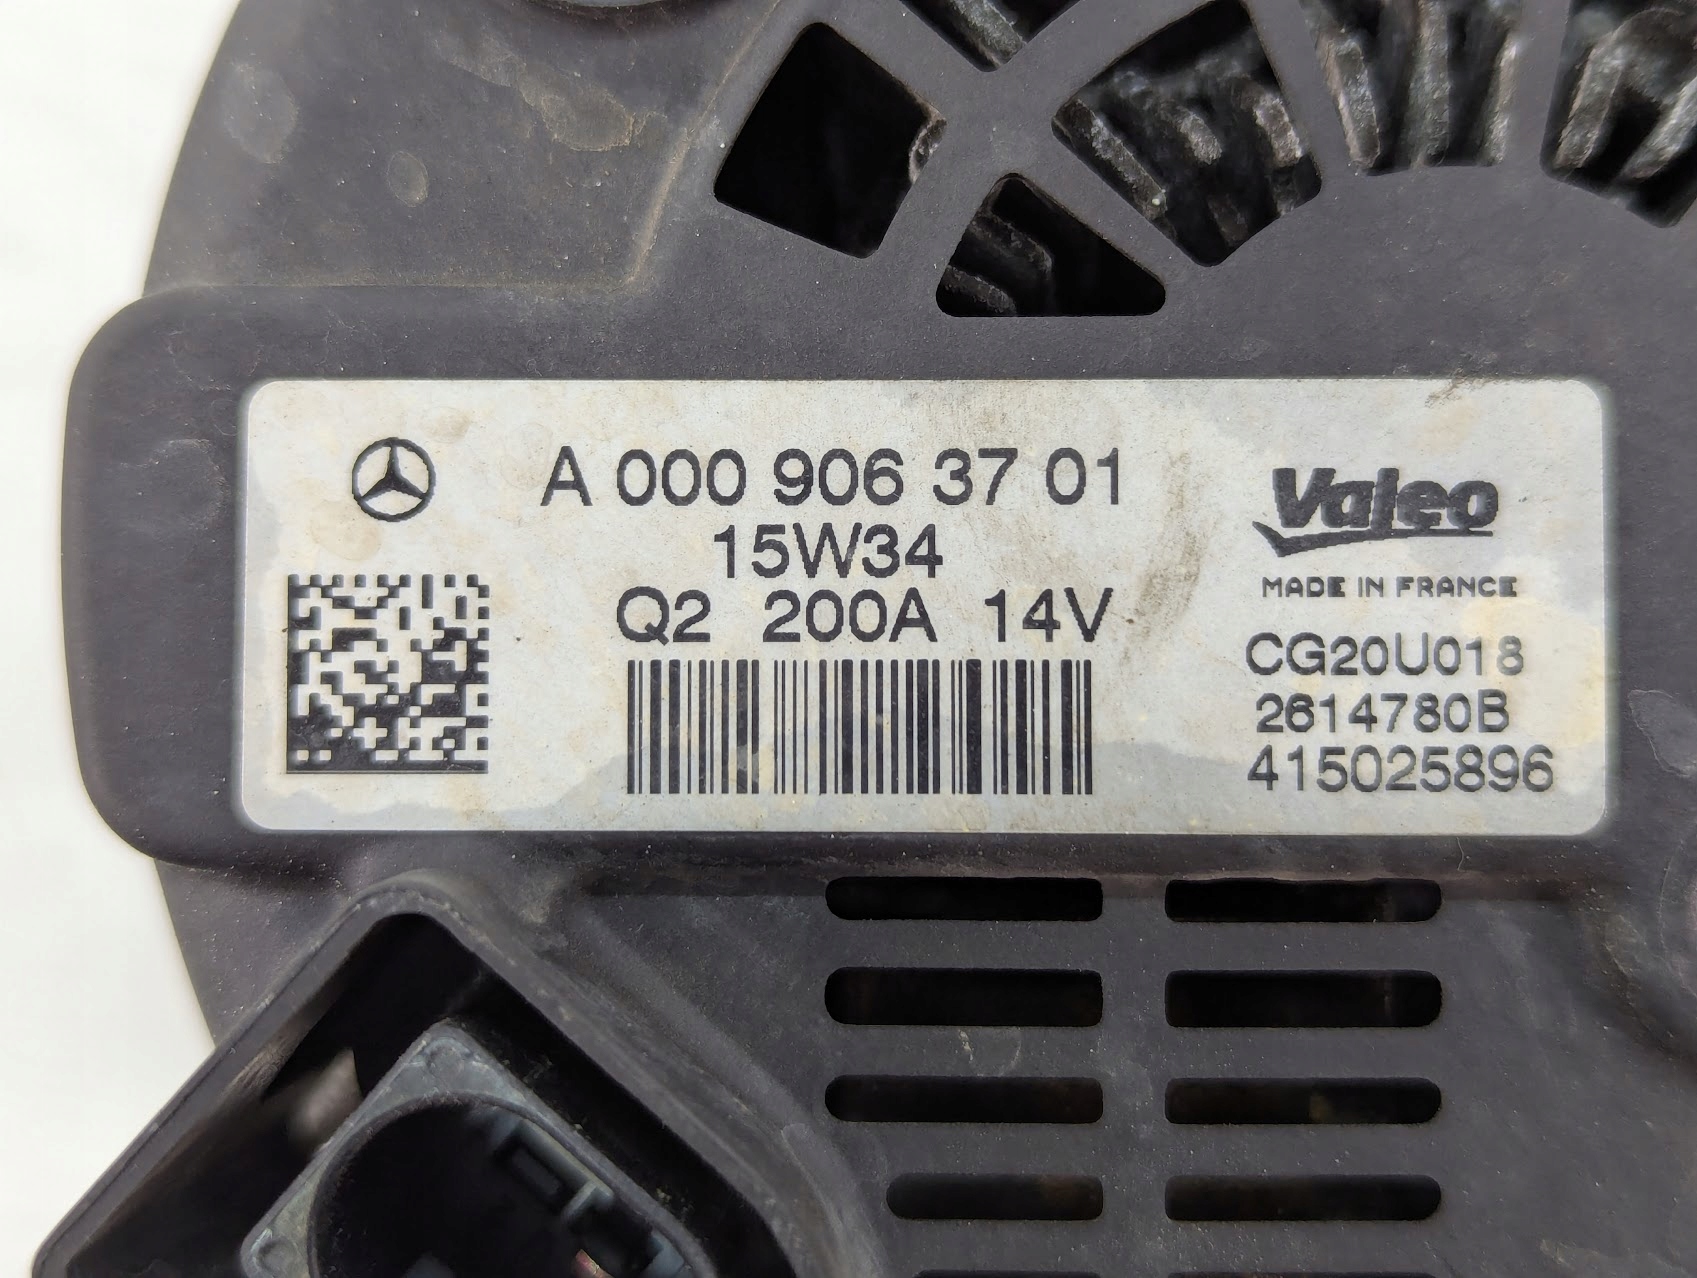 A 000 906 37 01
15W34
Q2 200A 14V
Valeo
MADE IN FRANCE
CG20U018
2614780B
415025896